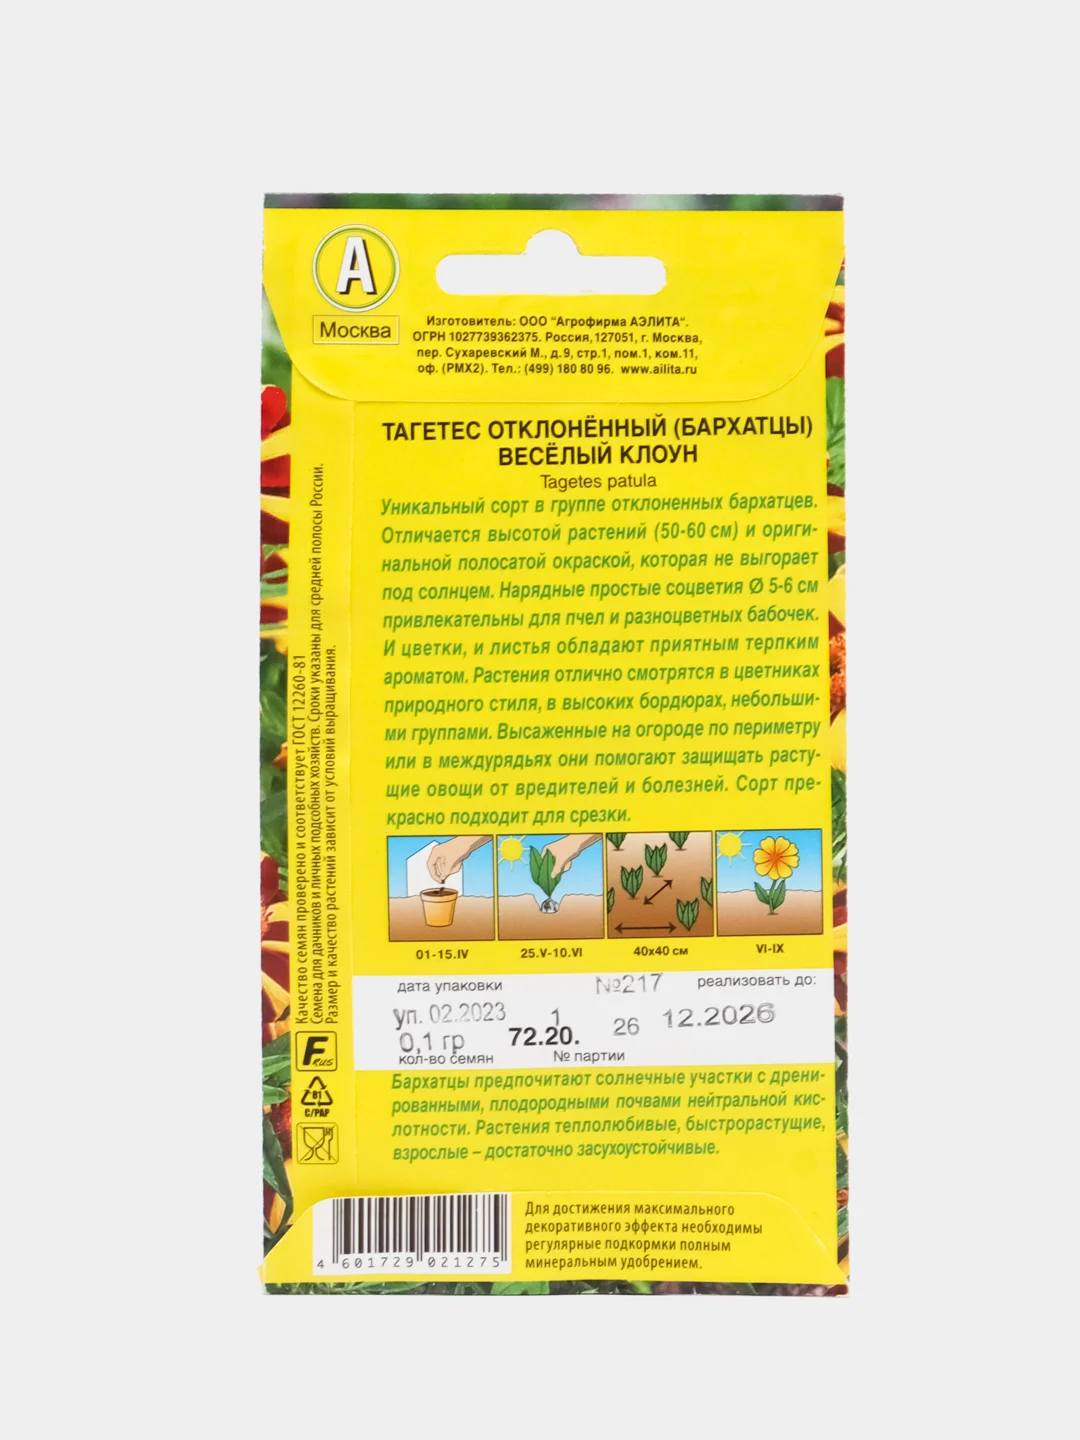 А
Москва
Изготовитель: ООО "Агрофирма АЭЛИТА".
ОГРН 1027739362375. Россия, 127051, г. Москва,
пер. Сухаревский М., д.9, стр.1, пом.1, ком.11,
оф. (РМХ2). Тел.: (499) 180 80 96. www.ailita.ru
ТАГЕТЕС ОТКЛОНЁННЫЙ (БАРХАТЦЫ)
ВЕСЁЛЫЙ КЛОУН
Tagetes patula
Уникальный сорт в группе отклоненных бархатцев.
Отличается высотой растений (50-60 см) и ориги-
нальной полосатой окраской, которая не выгорает
под солнцем. Нарядные простые соцветия Ø 5-6 см
привлекательны для пчел и разноцветных бабочек.
И цветки, и листья обладают приятным терпким
ароматом. Растения отлично смотрятся в цветниках
природного стиля, в высоких бордюрах, небольши-
ми группами. Высаженные на огороде по периметру
или в междурядьях они помогают защищать расту-
щие овощи от вредителей и болезней. Сорт пре-
красно подходит для срезки.
01-15.IV
25.V-10.VI
40х40 см
VI-IX
дата упаковки
№217
реализовать до:
уп. 02.2023
1
26
12.2026
0,1 гр
72.20.
кол-во семян
№ партии
Бархатцы предпочитают солнечные участки с дрени-
рованными, плодородными почвами нейтральной кис-
лотности. Растения теплолюбивые, быстрорастущие,
взрослые – достаточно засухоустойчивые.
Качество семян проверено и соответствует ГОСТ 12260-81
Семена для дачников и личных подсобных хозяйств. Сроки указаны для средней полосы России.
Размер и качество растений зависит от условий выращивания.
F RUS
81
C/PAP
4 601729 021275
Для достижения максимального
декоративного эффекта необходимы
регулярные подкормки полным
минеральным удобрением.